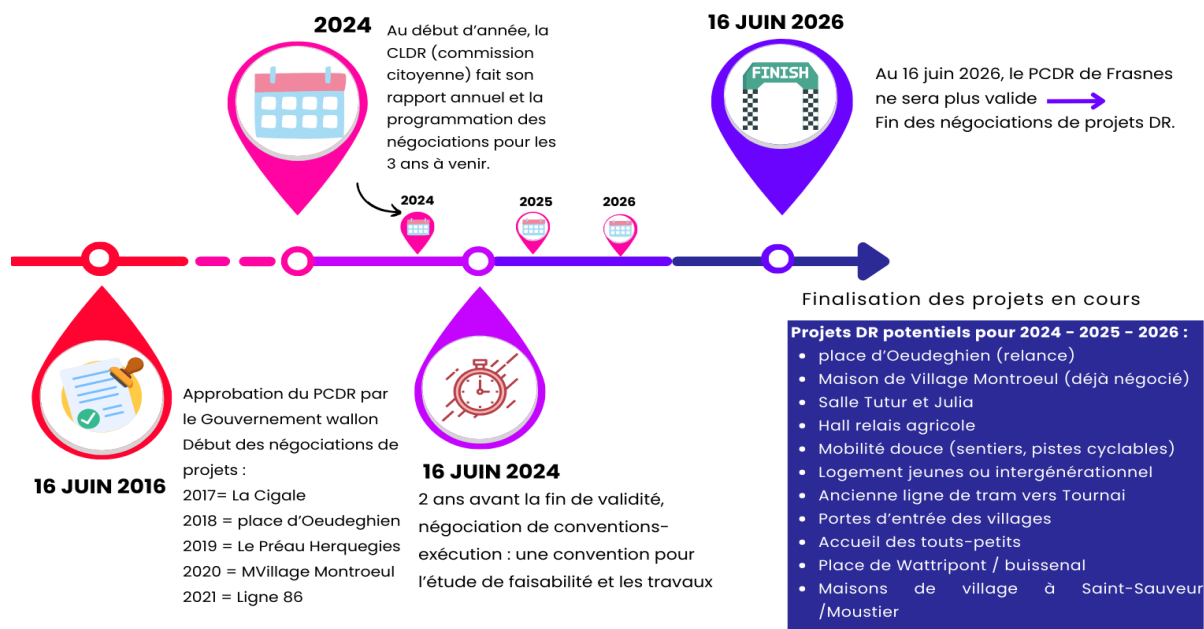 2024
Au début d’année, la
CLDR (commission
citoyenne) fait son
rapport annuel et la
programmation des
négociations pour les
3 ans à venir.
16 JUIN 2026
FINISH
Au 16 juin 2026, le PCDR de Frasnes
ne sera plus valide
Fin des négociations de projets DR.
2024
2025
2026
16 JUIN 2016
Approbation du PCDR par
le Gouvernement wallon
Début des négociations de
projets :
2017= La Cigale
2018 = place d’Oeudeghien
2019 = Le Préau Herquegies
2020 = MVillage Montroeul
2021 = Ligne 86
16 JUIN 2024
2 ans avant la fin de validité,
négociation de conventions-
exécution : une convention pour
l’étude de faisabilité et les travaux
Finalisation des projets en cours
Projets DR potentiels pour 2024 - 2025 - 2026 :
• place d’Oeudeghien (relance)
• Maison de Village Montroeul (déjà négocié)
• Salle Tutur et Julia
• Hall relais agricole
• Mobilité douce (sentiers, pistes cyclables)
• Logement jeunes ou intergénérationnel
• Ancienne ligne de tram vers Tournai
• Portes d’entrée des villages
• Accueil des touts-petits
• Place de Wattripont / buissenal
• Maisons de village à Saint-Sauveur
/Moustier